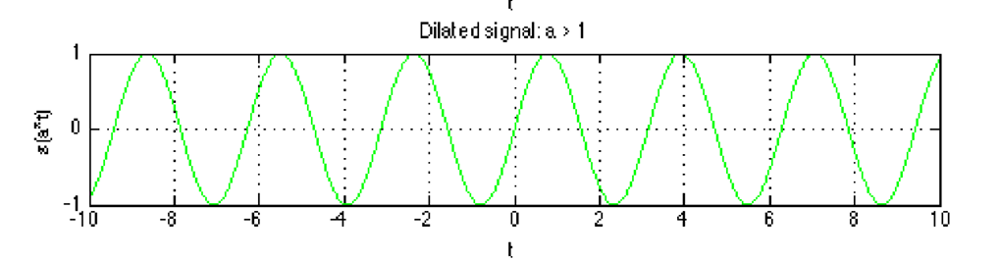 t
Dilated signal: a > 1
1
0
-1
s(a*t)
-10 -8 -6 -4 -2 0 2 4 6 8 10
t